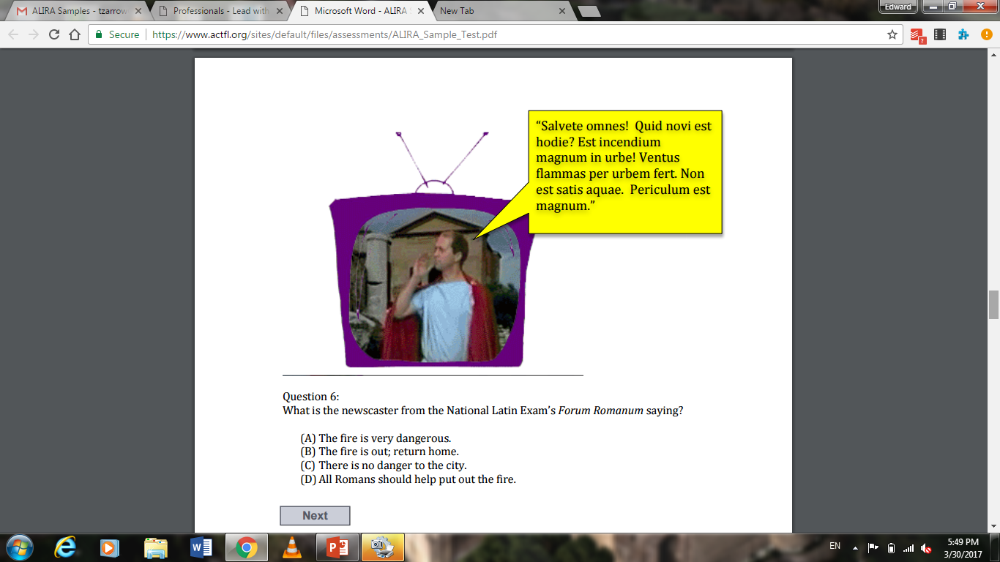 ALIRA Samples - tzarrow
Professionals - Lead with
Microsoft Word - ALIRA
New Tab
Edward
Secure
https://www.actfl.org/sites/default/files/assessments/ALIRA_Sample_Test.pdf
“Salvete omnes! Quid novi est
hodie? Est incendium
magnum in urbe! Ventus
flammas per urbem fert. Non
est satis aquae. Periculum est
magnum.”
Question 6:
What is the newscaster from the National Latin Exam’s Forum Romanum saying?
(A) The fire is very dangerous.
(B) The fire is out; return home.
(C) There is no danger to the city.
(D) All Romans should help put out the fire.
Next
EN
5:49 PM
3/30/2017